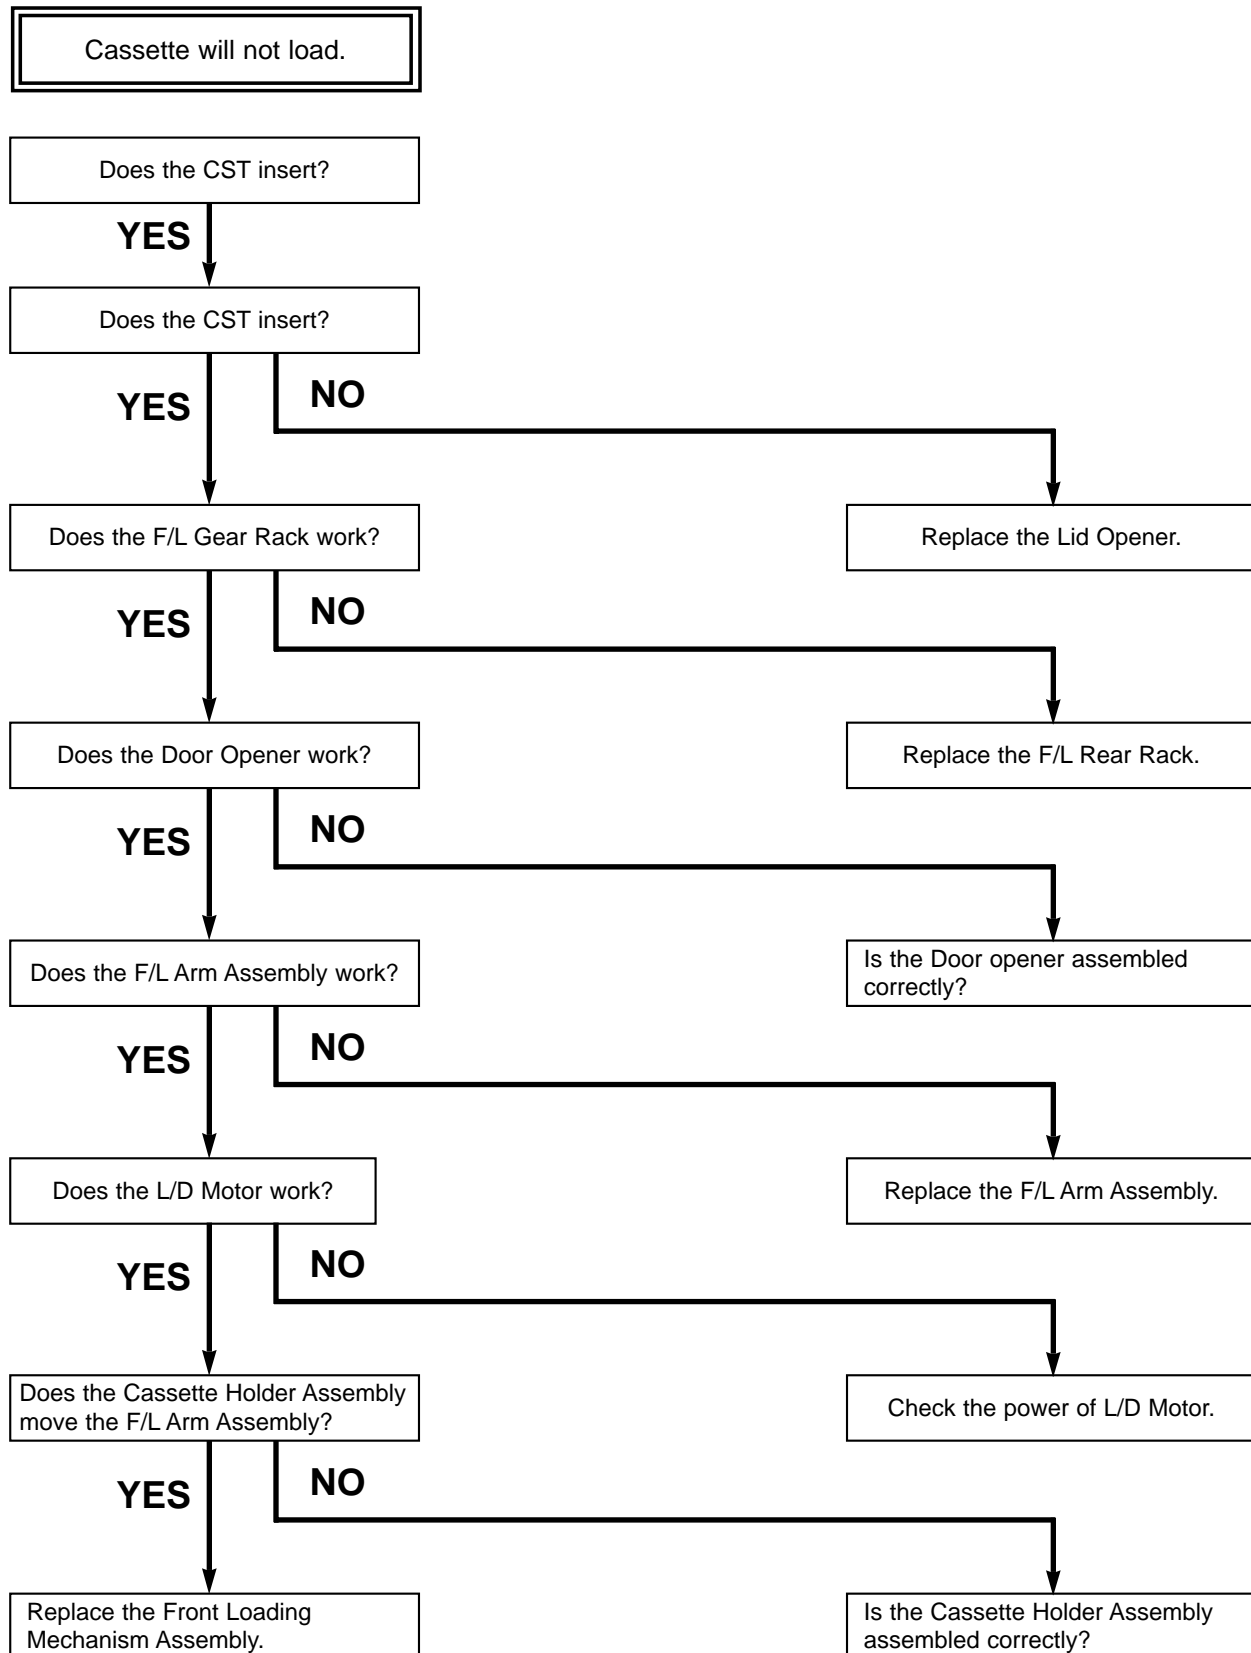 Cassette will not load.
Does the CST insert?
YES
Does the CST insert?
YES
NO
Does the F/L Gear Rack work?
Replace the Lid Opener.
YES
NO
Does the Door Opener work?
Replace the F/L Rear Rack.
YES
NO
Does the F/L Arm Assembly work?
Is the Door opener assembled
correctly?
YES
NO
Does the L/D Motor work?
Replace the F/L Arm Assembly.
YES
NO
Does the Cassette Holder Assembly
move the F/L Arm Assembly?
Check the power of L/D Motor.
YES
NO
Replace the Front Loading
Mechanism Assembly.
Is the Cassette Holder Assembly
assembled correctly?